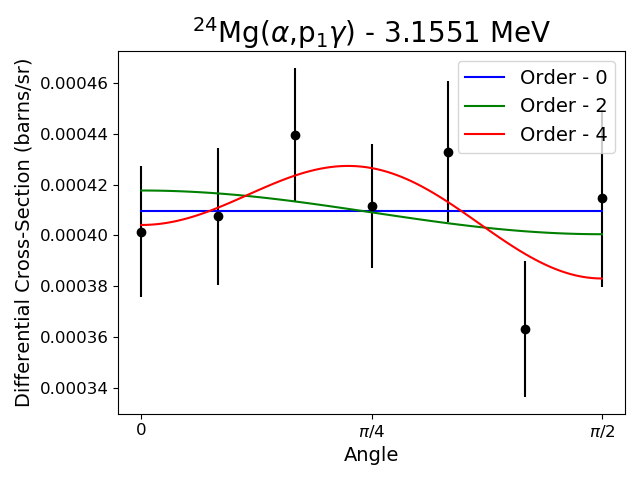 ²⁴Mg(α,p₁γ) - 3.1551 MeV
Differential Cross-Section (barns/sr)
0.00046
0.00044
0.00042
0.00040
0.00038
0.00036
0.00034
Order - 0
Order - 2
Order - 4
0 π/4 π/2
Angle